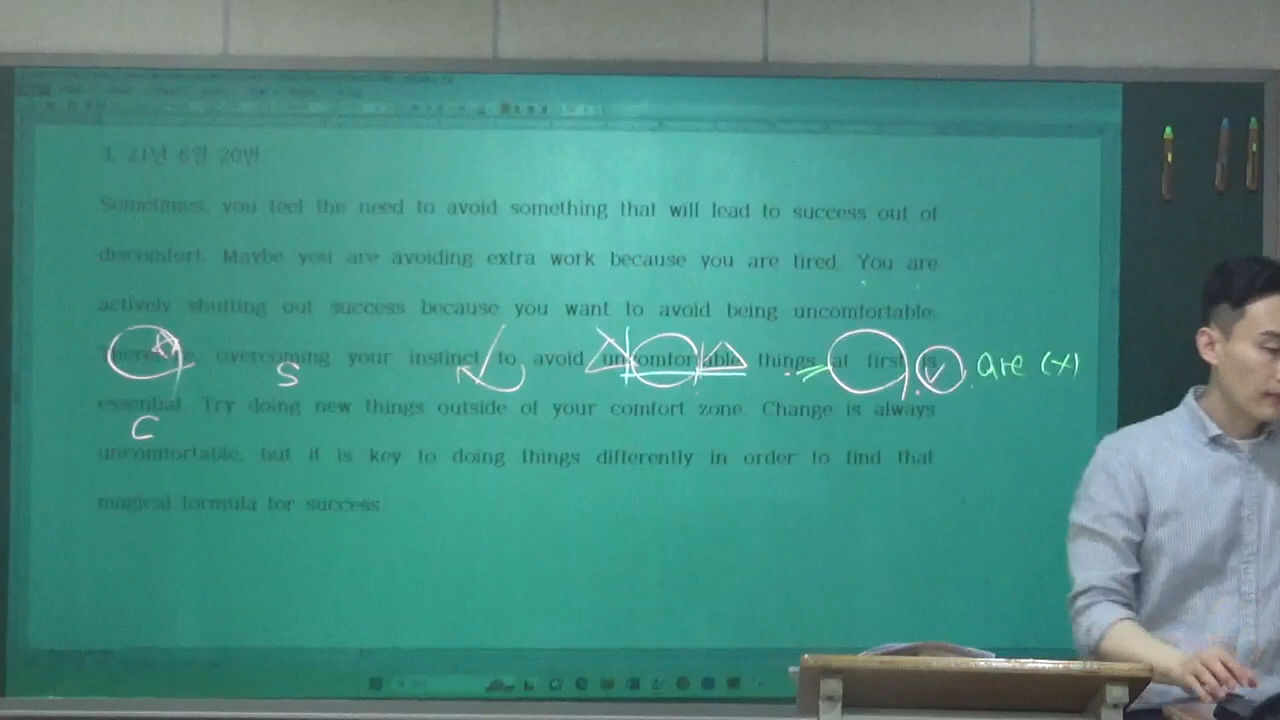 3. 21년 6월 20번
Sometimes, you feel the need to avoid something that will lead to success out of
discomfort. Maybe you are avoiding extra work because you are tired. You are
actively shutting out success because you want to avoid being uncomfortable.
Therefore, overcoming your instinct to avoid uncomfortable things at first is are (x)
S V
essential. Try doing new things outside of your comfort zone. Change is always
C
uncomfortable, but it is key to doing things differently in order to find that
magical formula for success.